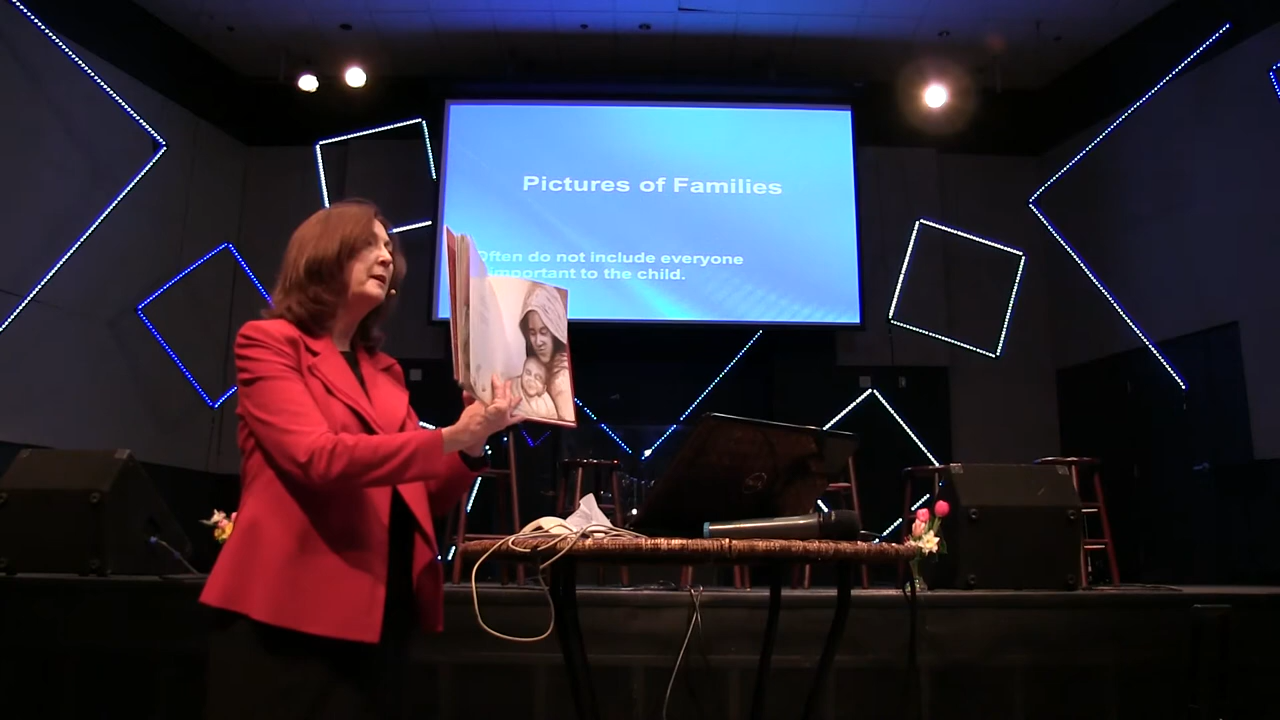 Pictures of Families
Often do not include everyone
important to the child.